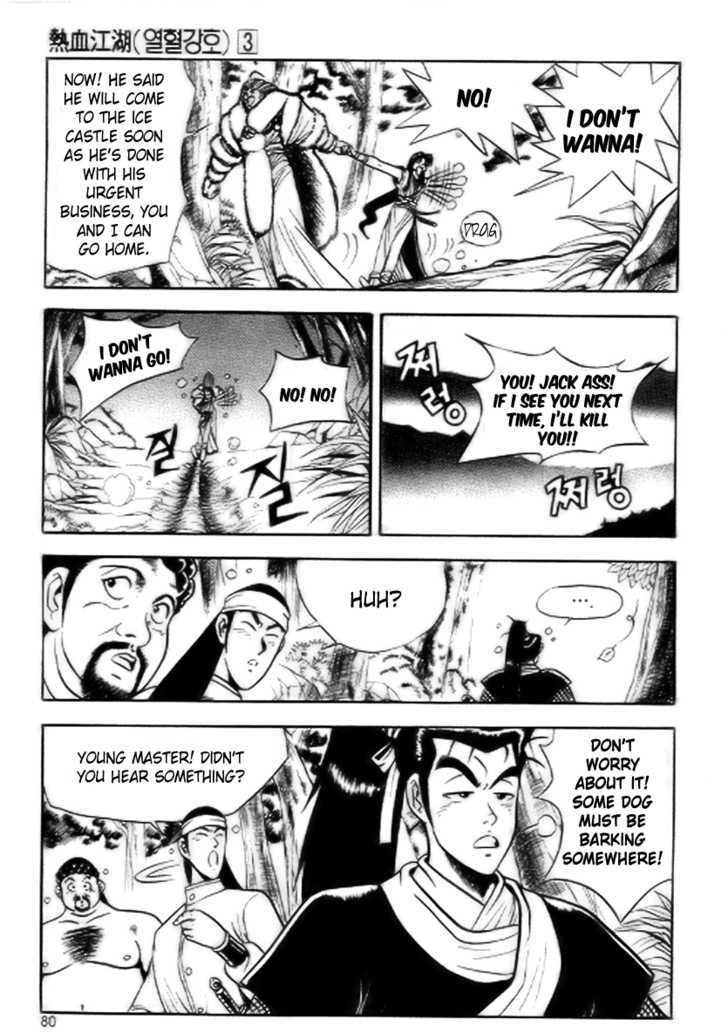 熱血江湖(열혈강호) 3
NOW! HE SAID
HE WILL COME
TO THE ICE
CASTLE SOON
AS HE'S DONE
WITH HIS
URGENT
BUSINESS, YOU
AND I CAN
GO HOME.
NO!
I DON'T
WANNA!
DRAG
I DON'T
WANNA GO!
NO! NO!
질
질
쩌
렁
YOU! JACK ASS!
IF I SEE YOU NEXT
TIME, I'LL KILL
YOU!!
쩌렁
HUH?
...
YOUNG MASTER! DIDN'T
YOU HEAR SOMETHING?
DON'T
WORRY
ABOUT IT!
SOME DOG
MUST BE
BARKING
SOMEWHERE!
80